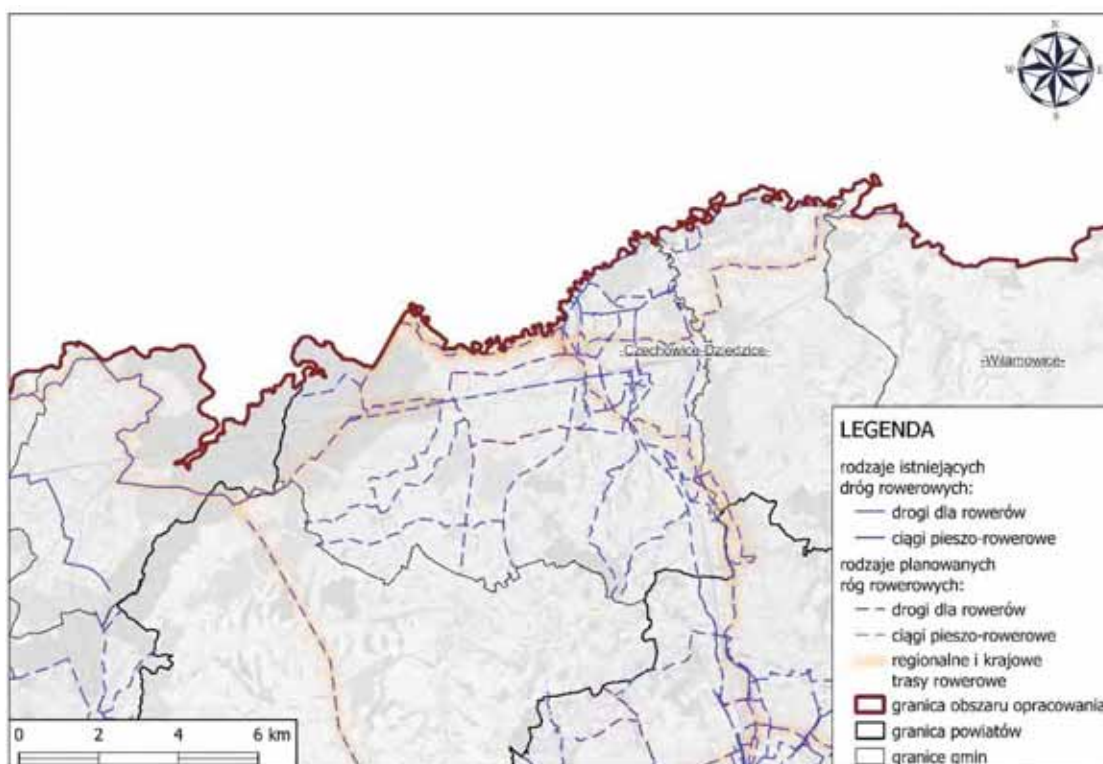 N
W
E
S
-Czechowice-Dziedzice-
-Wilamowice-
LEGENDA
rodzaje istniejących
dróg rowerowych:
drogi dla rowerów
ciągi pieszo-rowerowe
rodzaje planowanych
róg rowerowych:
drogi dla rowerów
ciągi pieszo-rowerowe
regionalne i krajowe
trasy rowerowe
granica obszaru opracowania
granica powiatów
granice gmin
0 2 4 6 km